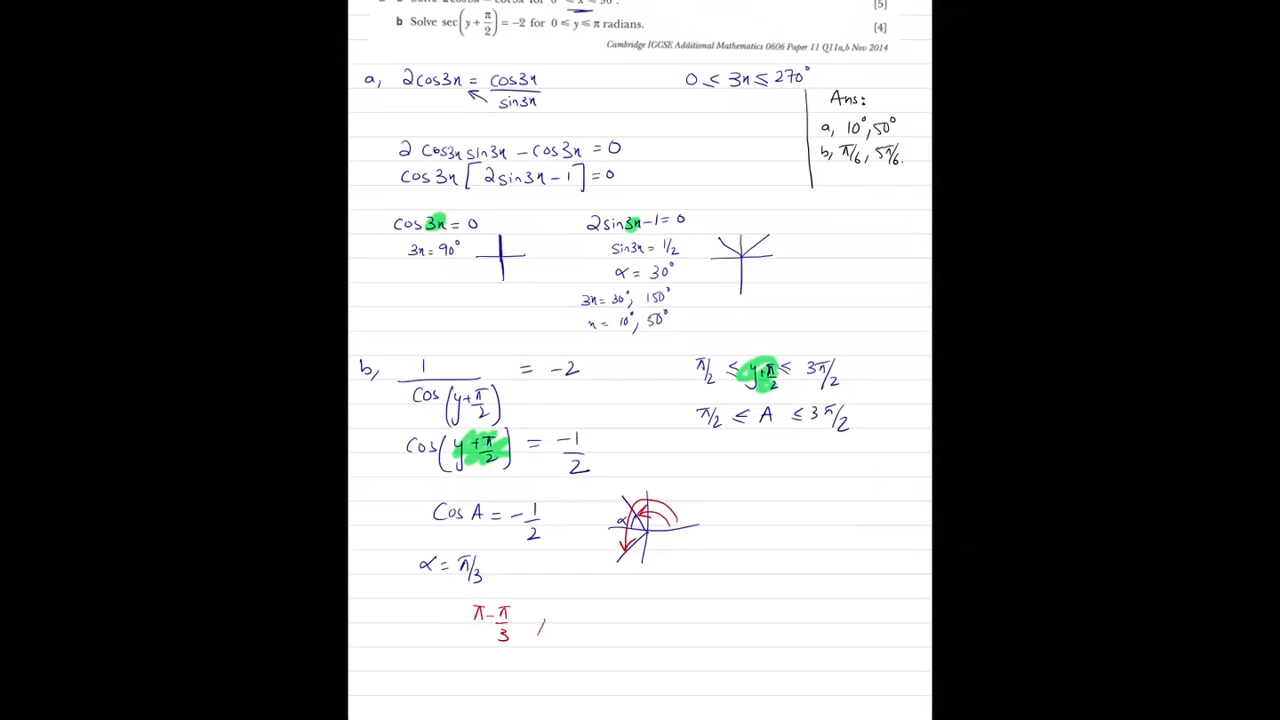 [5]
b Solve sec(y + π/2) = −2 for 0 ⩽ y ⩽ π radians.
[4]
Cambridge IGCSE Additional Mathematics 0606 Paper 11 Q11a,b Nov 2014
a, 2cos3x = cos3x/sin3x
0 ≤ 3x ≤ 270°
Ans:
a, 10°, 50°
b, π/6, 5π/6.
2 cos3x sin3x − cos3x = 0
cos3x [2sin3x − 1] = 0
cos 3x = 0
3x = 90°
2sin3x − 1 = 0
sin3x = 1/2
α = 30°
3x = 30°, 150°
x = 10°, 50°
b, 1/cos(y + π/2) = −2
π/2 ≤ y + π/2 ≤ 3π/2
π/2 ≤ A ≤ 3π/2
cos(y + π/2) = −1/2
cos A = −1/2
α
α = π/3
π − π/3 ,